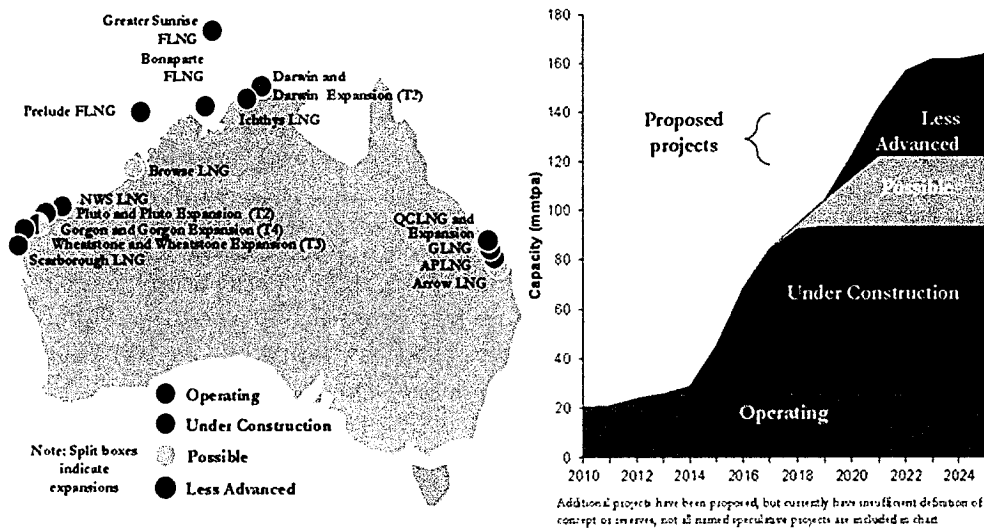 Greater Sunrise
FLNG
Bonaparte
FLNG
Darwin and
Darwin Expansion (T2)
Prelude FLNG
Ichthys LNG
Browse LNG
NWS LNG
Pluto and Pluto Expansion (T2)
Gorgon and Gorgon Expansion (T4)
Wheatstone and Wheatstone Expansion (T3)
Scarborough LNG
QCLNG and
Expansion
GLNG
APLNG
Arrow LNG
Operating
Under Construction
Possible
Less Advanced
Note: Split boxes
indicate
expansions
Capacity (mmtpa)
180
160
140
120
100
80
60
40
20
0
2010 2012 2014 2016 2018 2020 2022 2024
Proposed
projects
Less
Advanced
Possible
Under Construction
Operating
Additional projects have been proposed, but currently have insufficient definition of
concept or reserves, not all named speculative projects are included in chart